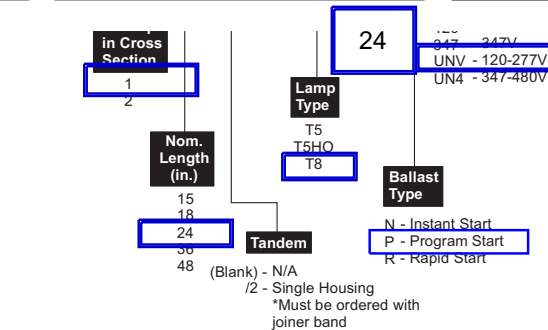 in Cross
Section
1
2
Nom.
Length
(in.)
15
18
24
36
48
Tandem
(Blank) - N/A
/2 - Single Housing
*Must be ordered with
joiner band
Lamp
Type
T5
T5HO
T8
24
347 - 347V
UNV - 120-277V
UN4 - 347-480V
Ballast
Type
N - Instant Start
P - Program Start
R - Rapid Start